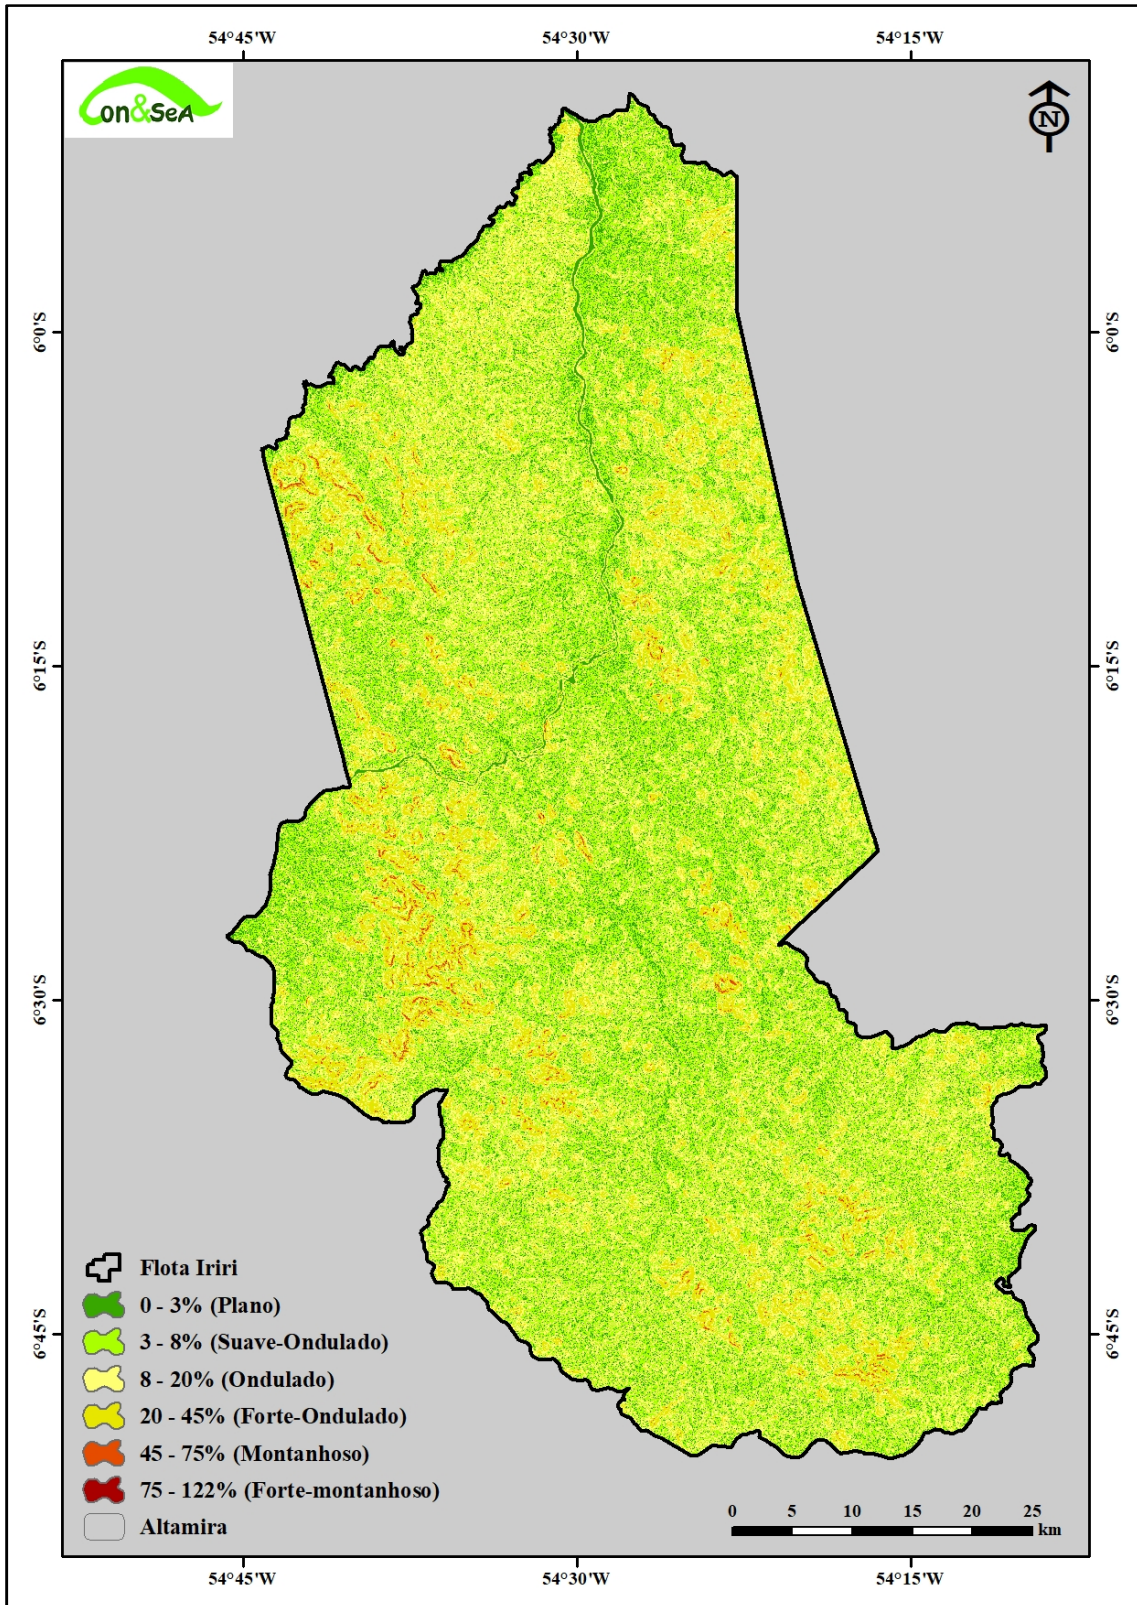 54°45'W 54°30'W 54°15'W
on&SeA
N
6°0'S 6°0'S
6°15'S 6°15'S
6°30'S 6°30'S
6°45'S 6°45'S
Flota Iriri
0 - 3% (Plano)
3 - 8% (Suave-Ondulado)
8 - 20% (Ondulado)
20 - 45% (Forte-Ondulado)
45 - 75% (Montanhoso)
75 - 122% (Forte-montanhoso)
Altamira
0 5 10 15 20 25
km
54°45'W 54°30'W 54°15'W